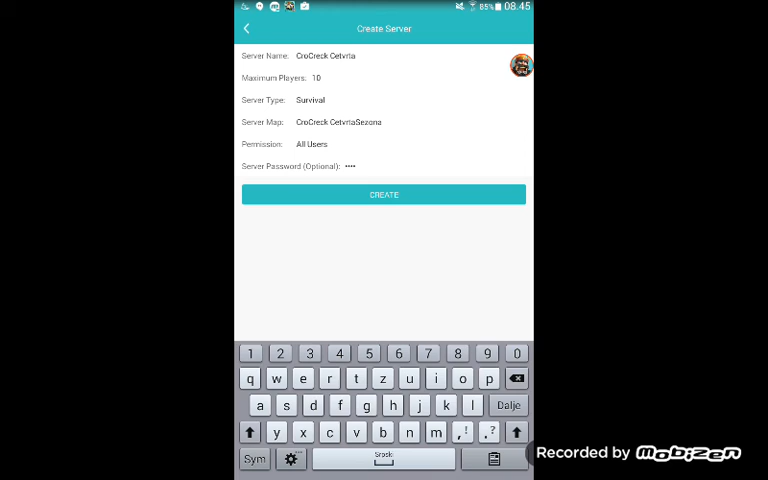 85% 08.45
Create Server
Server Name: CroCreck Cetvrta
Maximum Players: 10
Server Type: Survival
Server Map: CroCreck CetvrtaSezona
Permission: All Users
Server Password (Optional): ••••
CREATE
1 2 3 4 5 6 7 8 9 0
q w e r t z u i o p
a s d f g h j k l Dalje
y x c v b n m ,! .?
Sym Srpski
Recorded by Mobizen